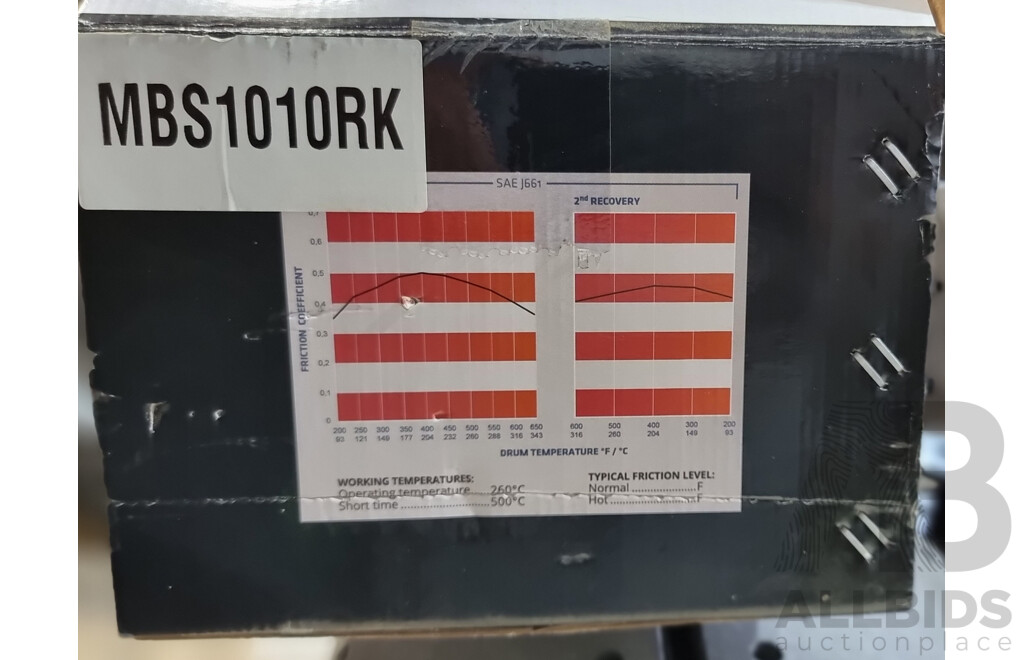 MBS1010RK
SAE J661
2nd RECOVERY
FRICTION COEFFICIENT
0,7
0,6
0,5
0,4
0,3
0,2
0,1
0
200 250 300 350 400 450 500 550 600 650
93 121 149 177 204 232 260 288 316 343
600 500 400 300 200
316 260 204 149 93
DRUM TEMPERATURE °F / °C
WORKING TEMPERATURES:
Operating temperature 260°C
Short time ........................ 500°C
TYPICAL FRICTION LEVEL:
Normal ..................F
Hot ........................F
AB
ALLBIDS
auctionplace